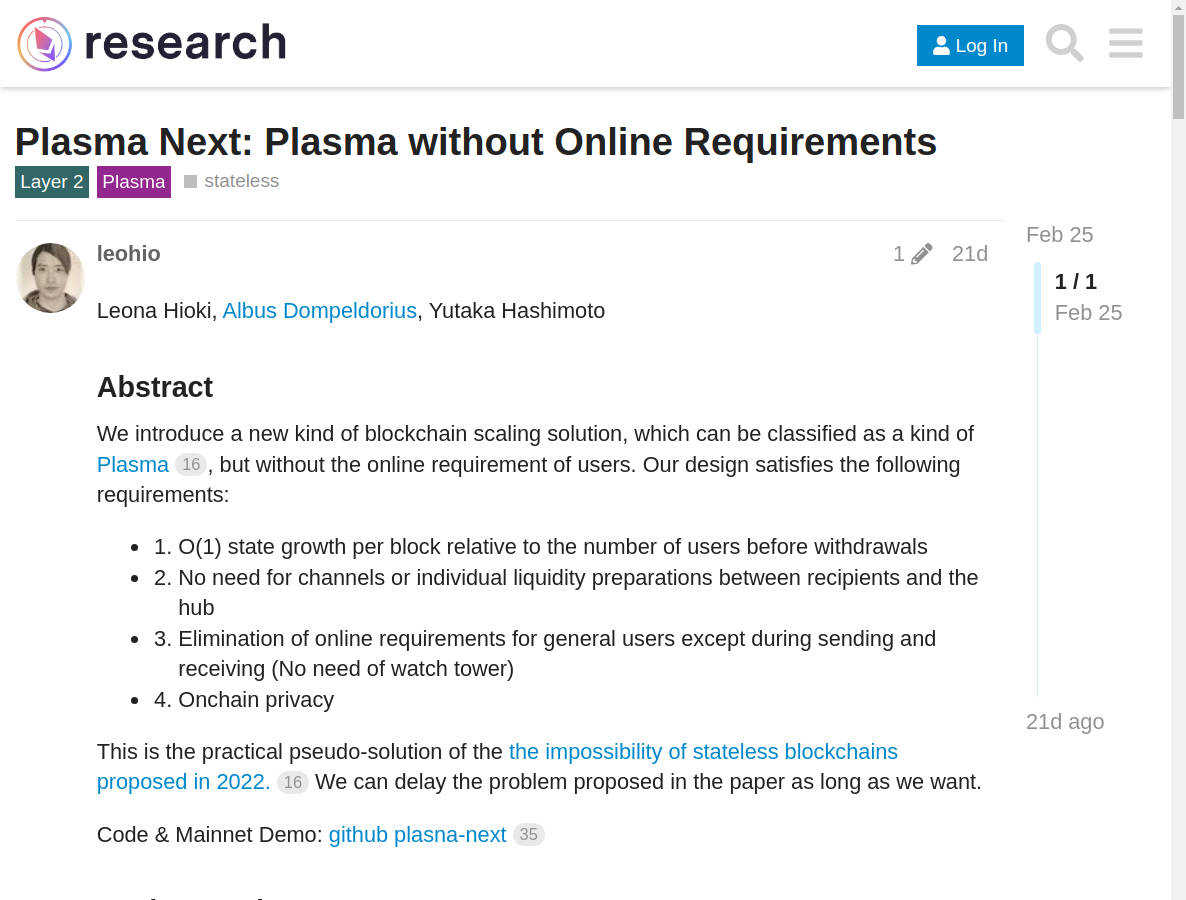 research
Log In
Plasma Next: Plasma without Online Requirements
Layer 2 Plasma stateless
leohio 1 21d
Leona Hioki, Albus Dompeldorius, Yutaka Hashimoto
Abstract
We introduce a new kind of blockchain scaling solution, which can be classified as a kind of
Plasma 16, but without the online requirement of users. Our design satisfies the following
requirements:
• 1. O(1) state growth per block relative to the number of users before withdrawals
• 2. No need for channels or individual liquidity preparations between recipients and the
hub
• 3. Elimination of online requirements for general users except during sending and
receiving (No need of watch tower)
• 4. Onchain privacy
This is the practical pseudo-solution of the the impossibility of stateless blockchains
proposed in 2022. 16 We can delay the problem proposed in the paper as long as we want.
Code & Mainnet Demo: github plasna-next 35
Feb 25
1 / 1
Feb 25
21d ago